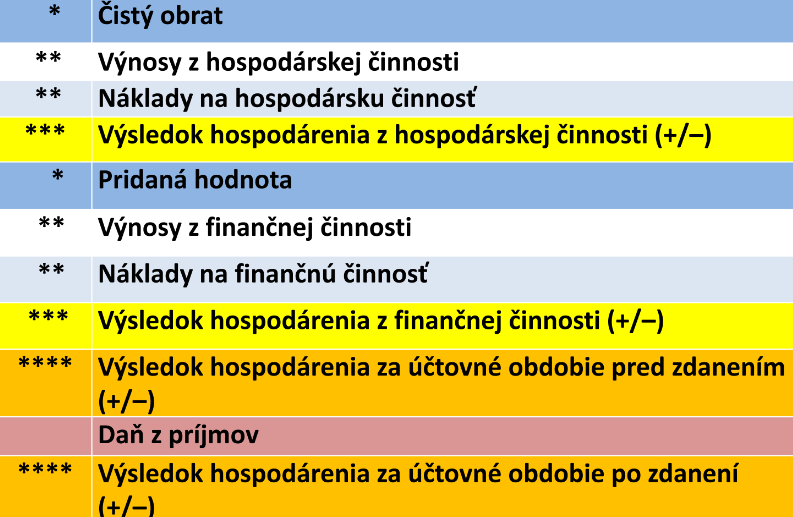 * Čistý obrat
** Výnosy z hospodárskej činnosti
** Náklady na hospodársku činnosť
*** Výsledok hospodárenia z hospodárskej činnosti (+/–)
* Pridaná hodnota
** Výnosy z finančnej činnosti
** Náklady na finančnú činnosť
*** Výsledok hospodárenia z finančnej činnosti (+/–)
**** Výsledok hospodárenia za účtovné obdobie pred zdanením
(+/–)
Daň z príjmov
**** Výsledok hospodárenia za účtovné obdobie po zdanení
(+/–)